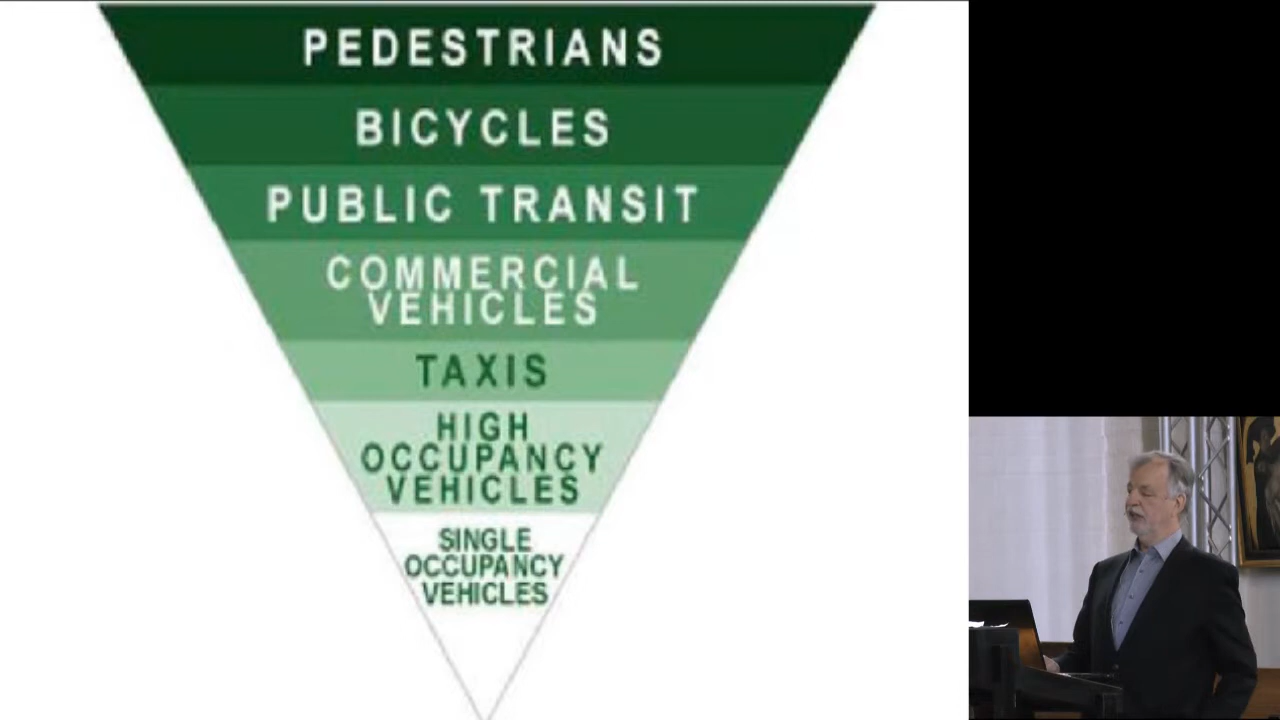 PEDESTRIANS
BICYCLES
PUBLIC TRANSIT
COMMERCIAL
VEHICLES
TAXIS
HIGH
OCCUPANCY
VEHICLES
SINGLE
OCCUPANCY
VEHICLES